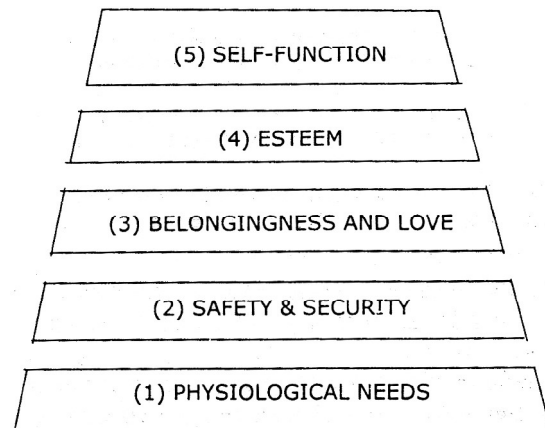 (5) SELF-FUNCTION
(4) ESTEEM
(3) BELONGINGNESS AND LOVE
(2) SAFETY & SECURITY
(1) PHYSIOLOGICAL NEEDS